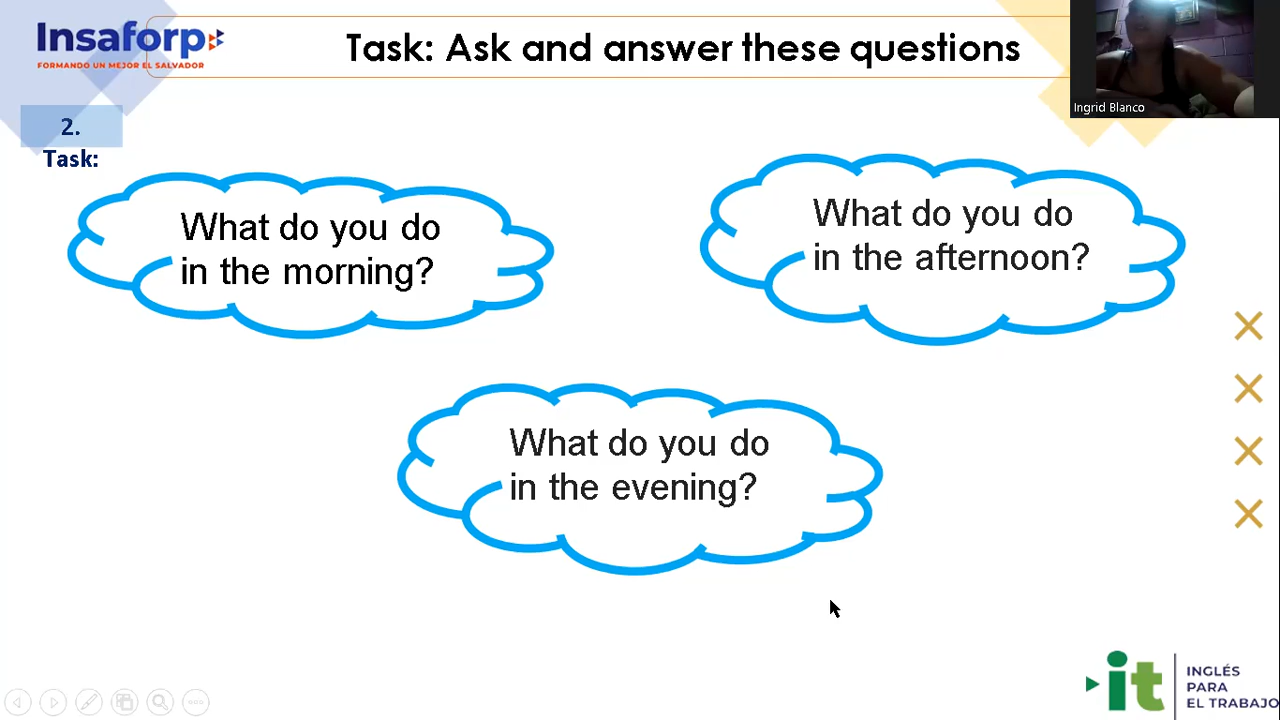 Insaforp
FORMANDO UN MEJOR EL SALVADOR
Task: Ask and answer these questions
Ingrid Blanco
2.
Task:
What do you do
in the morning?
What do you do
in the afternoon?
What do you do
in the evening?
it
INGLÉS
PARA
EL TRABAJO